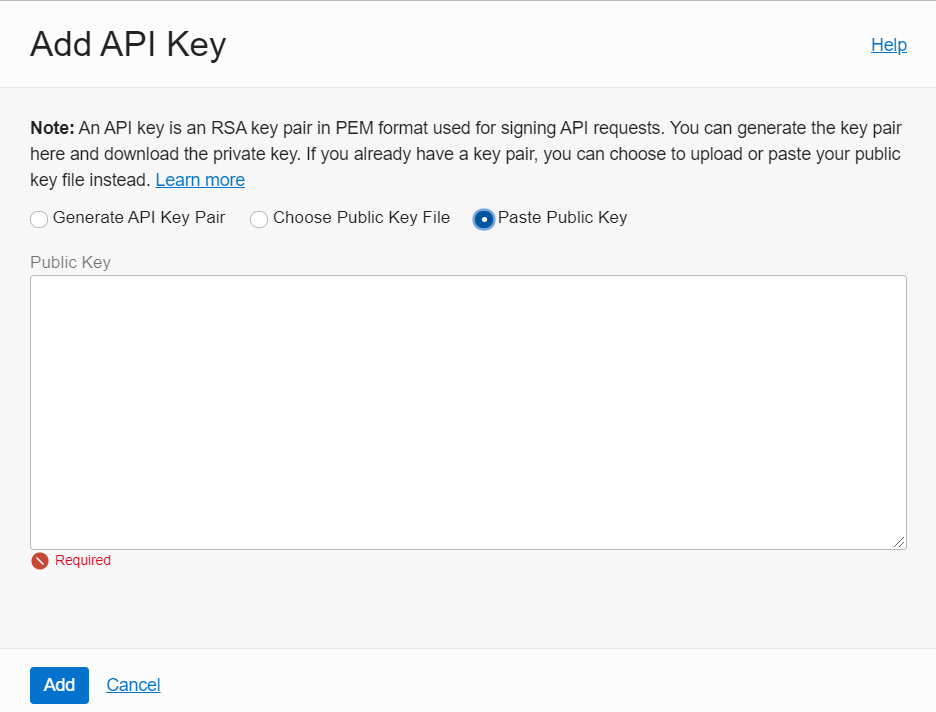 Add API Key
Help
Note: An API key is an RSA key pair in PEM format used for signing API requests. You can generate the key pair
here and download the private key. If you already have a key pair, you can choose to upload or paste your public
key file instead. Learn more
Generate API Key Pair Choose Public Key File Paste Public Key
Public Key
Required
Add Cancel